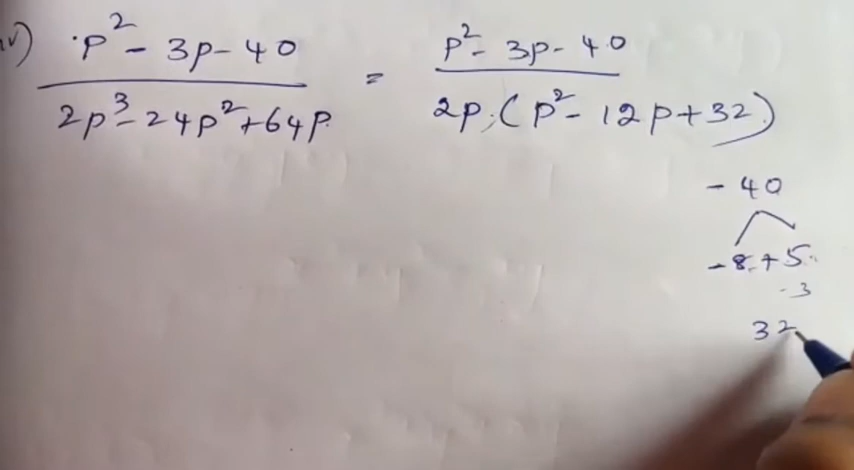 iv) p² - 3p - 40 / 2p³ - 24p² + 64p = p² - 3p - 40 / 2p (p² - 12p + 32)
- 40
- 8 + 5
- 3
32